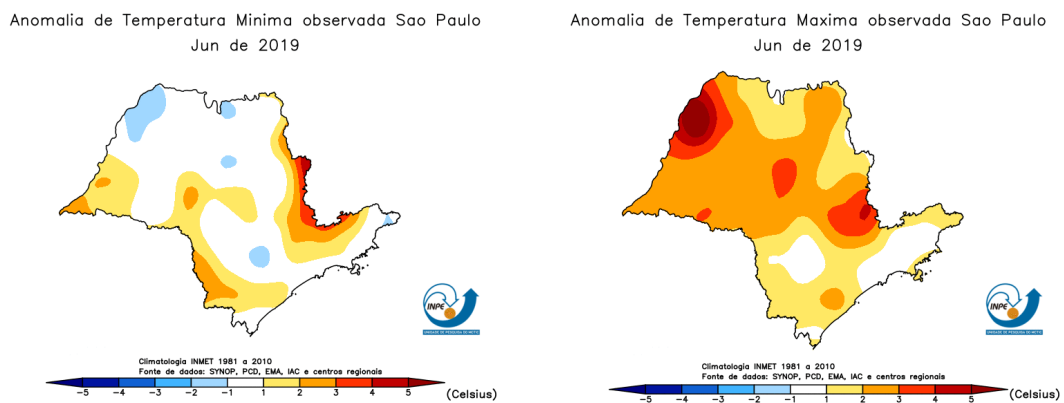 Anomalia de Temperatura Minima observada Sao Paulo
Jun de 2019
INPE
Climatologia INMET 1981 a 2010
Fonte de dados: SYNOP, PCD, EMA, IAC e centros regionais
-5 -4 -3 -2 -1 1 2 3 4 5 (Celsius)
Anomalia de Temperatura Maxima observada Sao Paulo
Jun de 2019
INPE
Climatologia INMET 1981 a 2010
Fonte de dados: SYNOP, PCD, EMA, IAC e centros regionais
-5 -4 -3 -2 -1 1 2 3 4 5 (Celsius)